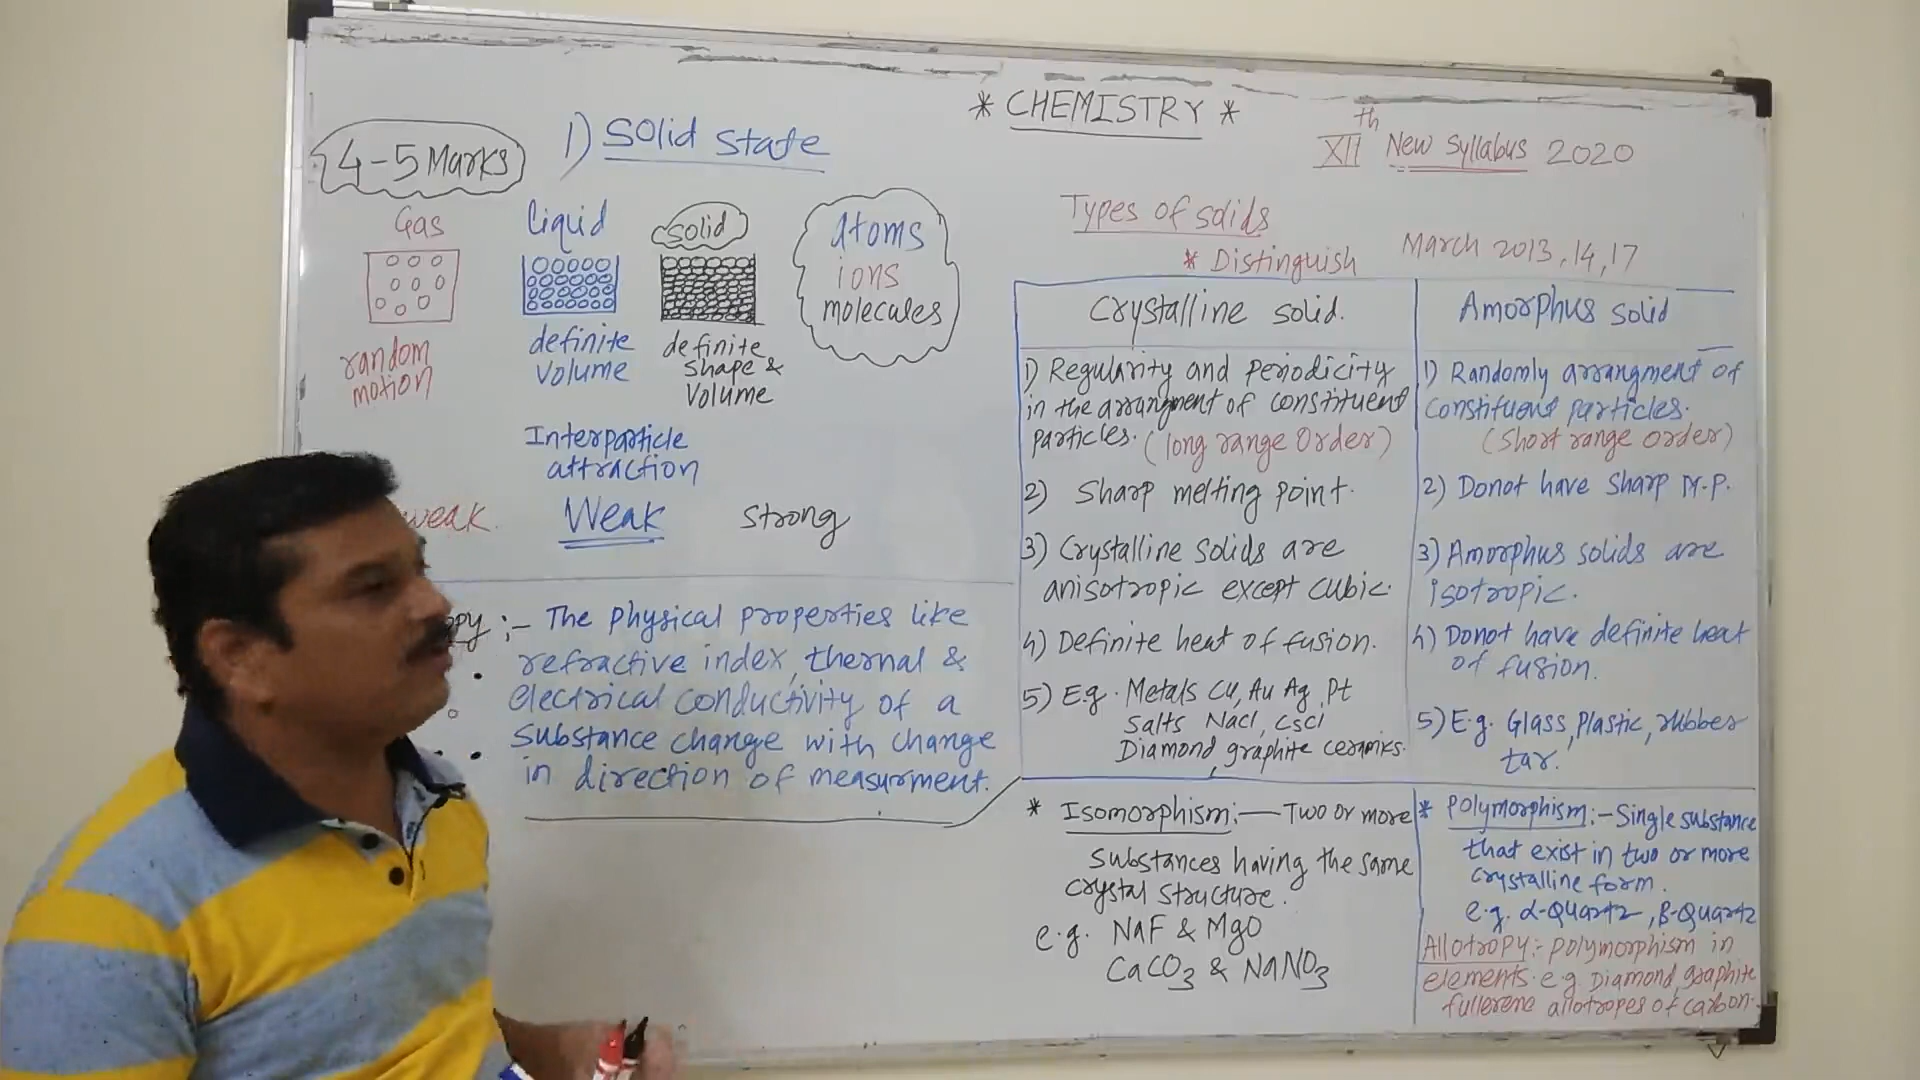 * CHEMISTRY *
XIIth New Syllabus 2020
4-5 Marks
1) Solid State
Gas
Liquid
Solid
random
motion
definite
Volume
definite
Shape &
Volume
atoms
ions
molecules
Interparticle
attraction
weak.
Weak
Strong
opy :- The physical properties like
refractive index, thernal &
electrical conductivity of a
substance change with change
in direction of measurment.
Types of solids
* Distinguish
March 2013, 14, 17
Crystalline solid.
1) Regularity and periodicity
in the arrangment of constituent
particles. (long range order)
2) Sharp melting point.
3) Crystalline solids are
anisotropic except cubic.
4) Definite heat of fusion.
5) E.g. Metals Cu, Au Ag, Pt
Salts NaCl, CsCl
Diamond, graphite ceramiks.
Amorphus solid
1) Randomly arrangment of
constituent particles.
(short range order)
2) Donot have sharp M.P.
3) Amorphus solids are
isotropic.
4) Donot have definite heat
of fusion.
5) E.g. Glass, plastic, rubber
tar.
* Isomorphism:— Two or more
substances having the same
crystal structure.
e.g. NaF & MgO
CaCO3 & NaNO3
* Polymorphism:- Single substance
that exist in two or more
crystalline form.
e.g. α-Quartz, β-Quartz
Allotropy:- polymorphism in
elements. e.g. Diamond, graphite
fullerene allotropes of carbon.